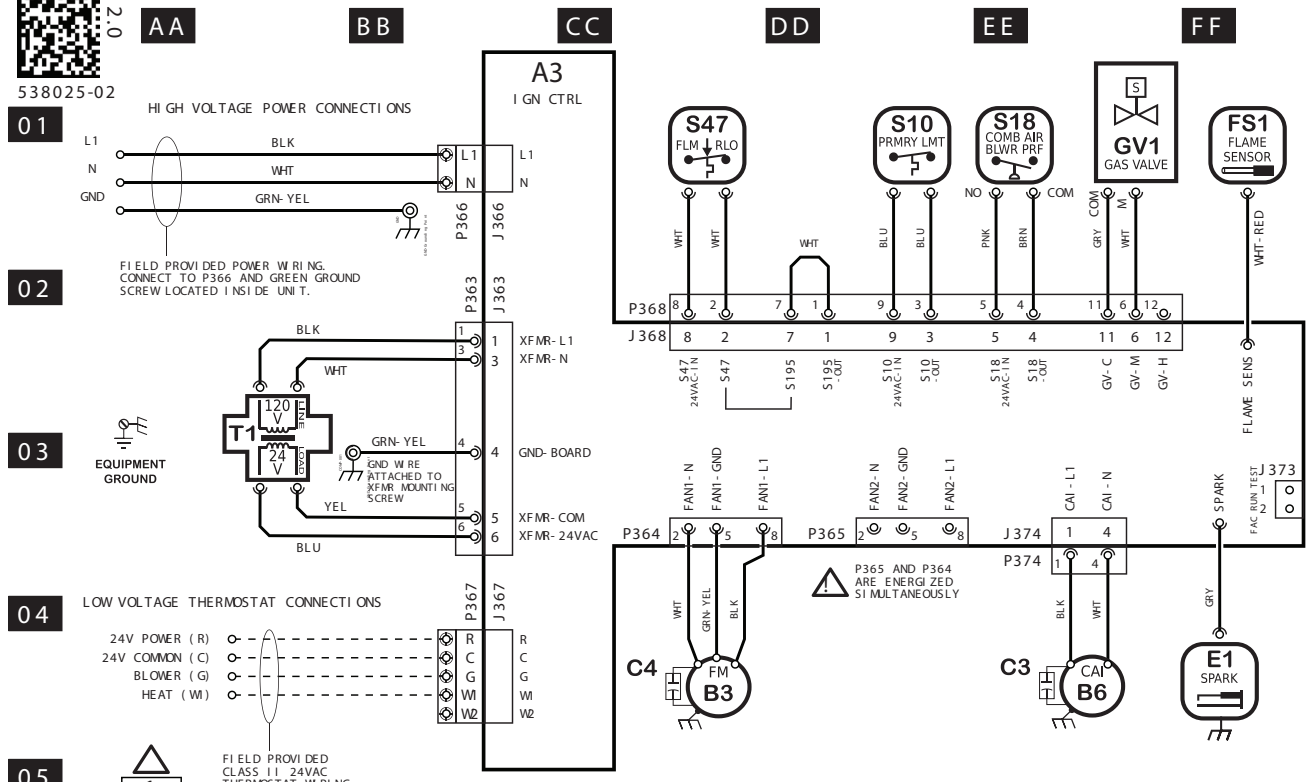 2.0
AA
BB
CC
DD
EE
FF
538025-02
01
HIGH VOLTAGE POWER CONNECTIONS
L1
BLK
N
WHT
GND
GRN-YEL
FIELD PROVIDED POWER WIRING.
CONNECT TO P366 AND GREEN GROUND
SCREW LOCATED INSIDE UNIT.
A3
IGN CTRL
L1
L1
N
N
P366
J366
S47
FLM RLO
S10
PRMRY LMT
S18
COMB AIR
BLWR PRF
NO
COM
S
GV1
GAS VALVE
COM
M
FS1
FLAME
SENSOR
WHT
WHT
WHT
BLU
BLU
PNK
BRN
GRY
WHT
WHT-RED
02
P363
J363
P368
8
2
7
1
9
3
5
4
11
6
12
J368
8
2
7
1
9
3
5
4
11
6
12
S47
24VAC-IN
S47
S195
S195
-OUT
S10
24VAC-IN
S10
-OUT
S18
24VAC-IN
S18
-OUT
GV-C
GV-M
GV-H
FLAME SENS
BLK
1
1
XFMR-L1
WHT
3
3
XFMR-N
03
EQUIPMENT
GROUND
T1
120
V
LINE
24
V
LOAD
GRN-YEL
4
4
GND-BOARD
GND WIRE
ATTACHED TO
XFMR MOUNTING
SCREW
YEL
5
5
XFMR-COM
BLU
6
6
XFMR-24VAC
FAN1-N
FAN1-GND
FAN1-L1
P364
2
5
8
FAN2-N
FAN2-GND
FAN2-L1
P365
2
5
8
P365 AND P364
ARE ENERGIZED
SIMULTANEOUSLY
CAI-L1
CAI-N
J374
1
4
P374
1
4
SPARK
FAC RUN TEST
J373
1
2
04
LOW VOLTAGE THERMOSTAT CONNECTIONS
P367
J367
24V POWER (R)
R
R
24V COMMON (C)
C
C
BLOWER (G)
G
G
HEAT (W1)
W1
W1
W2
W2
WHT
GRN-YEL
BLK
C4
FM
B3
BLK
WHT
C3
CAI
B6
GRY
E1
SPARK
05
FIELD PROVIDED
CLASS II 24VAC
THERMOSTAT WIRING